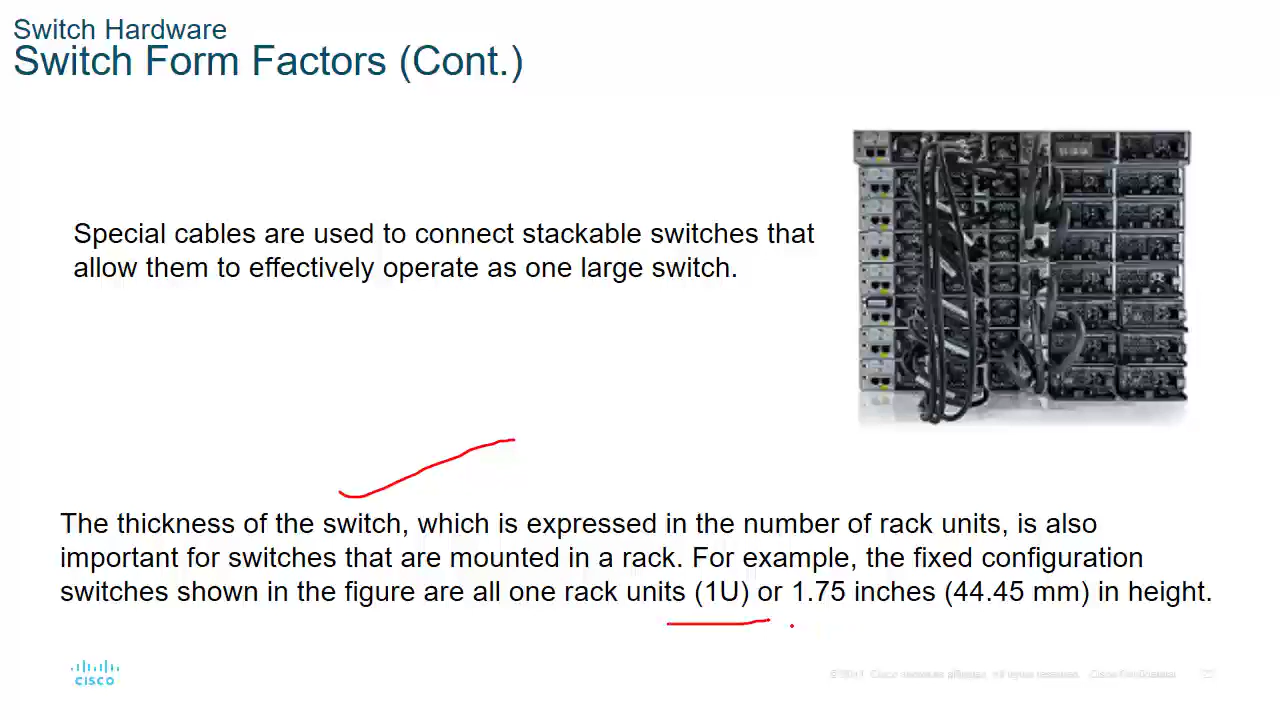 Switch Hardware
Switch Form Factors (Cont.)
Special cables are used to connect stackable switches that
allow them to effectively operate as one large switch.
The thickness of the switch, which is expressed in the number of rack units, is also
important for switches that are mounted in a rack. For example, the fixed configuration
switches shown in the figure are all one rack units (1U) or 1.75 inches (44.45 mm) in height.
CISCO